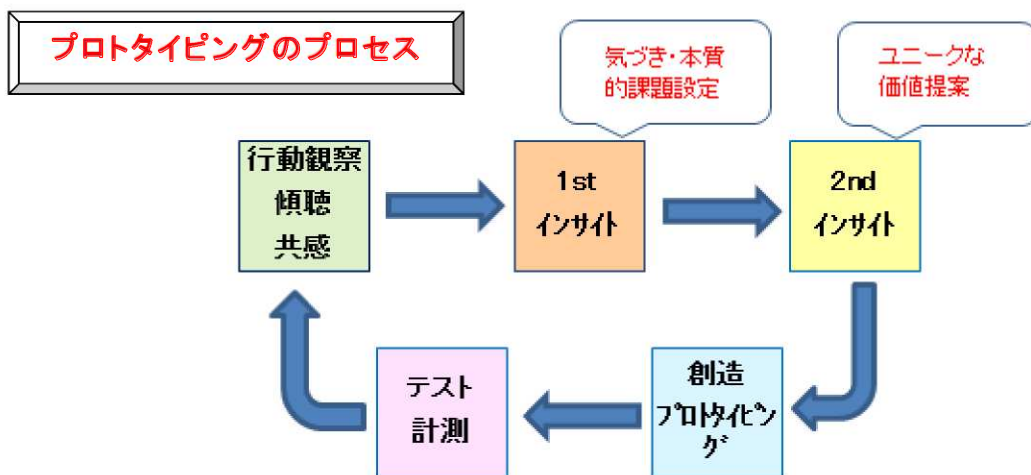 プロトタイピングのプロセス
気づき・本質
的課題設定
ユニークな
価値提案
行動観察
傾聴
共感
1st
ｲﾝｻｲﾄ
2nd
ｲﾝｻｲﾄ
創造
ﾌﾟﾛﾄﾀｲﾋﾟﾝ
ｸﾞ
テスト
計測